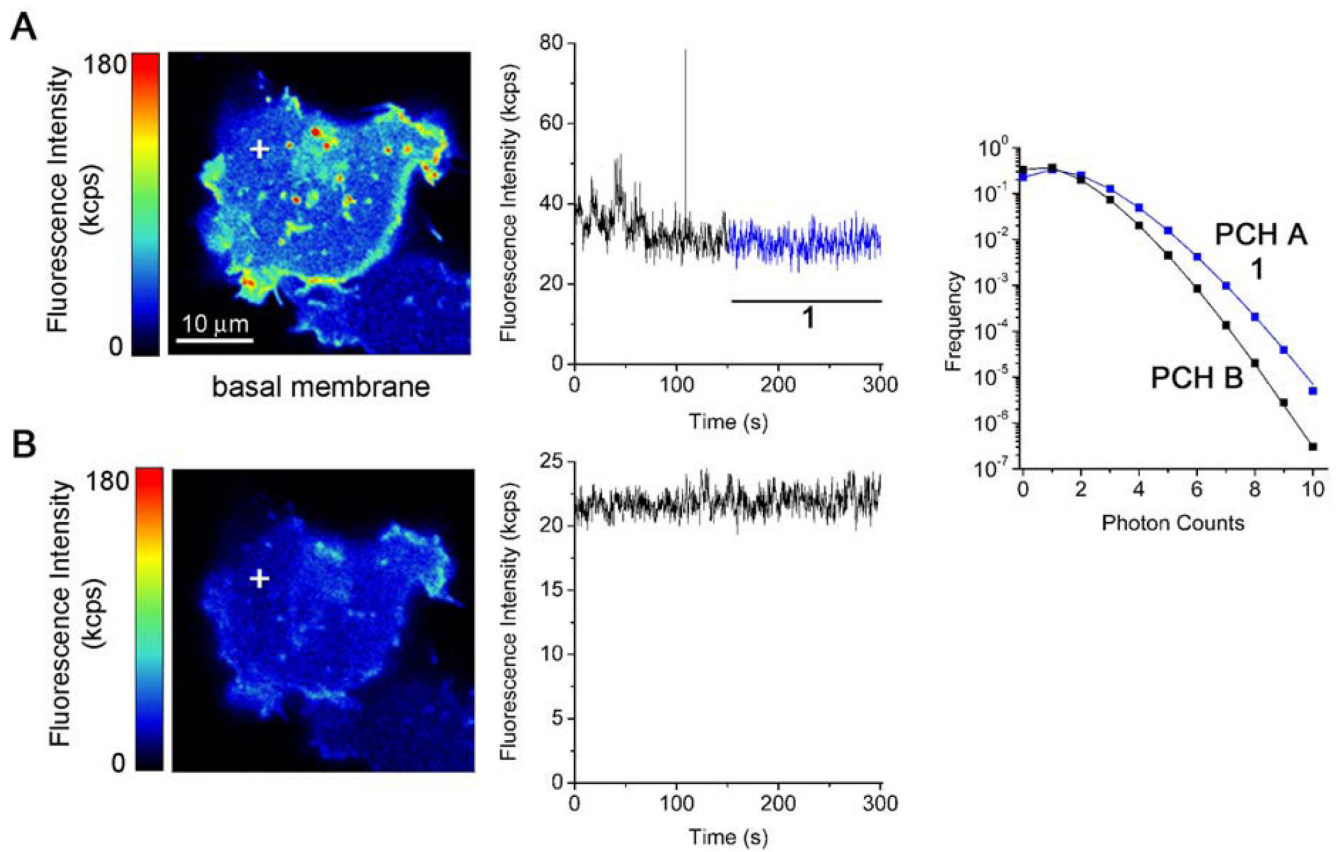 A
Fluorescence Intensity
(kcps)
180
0
10 µm
basal membrane
Fluorescence Intensity (kcps)
80
60
40
20
0
1
0
100
200
300
Time (s)
Frequency
10^0
10^-1
10^-2
10^-3
10^-4
10^-5
10^-6
10^-7
PCH A
1
PCH B
0
2
4
6
8
10
Photon Counts
B
Fluorescence Intensity
(kcps)
180
0
Fluorescence Intensity (kcps)
25
20
15
10
5
0
0
100
200
300
Time (s)